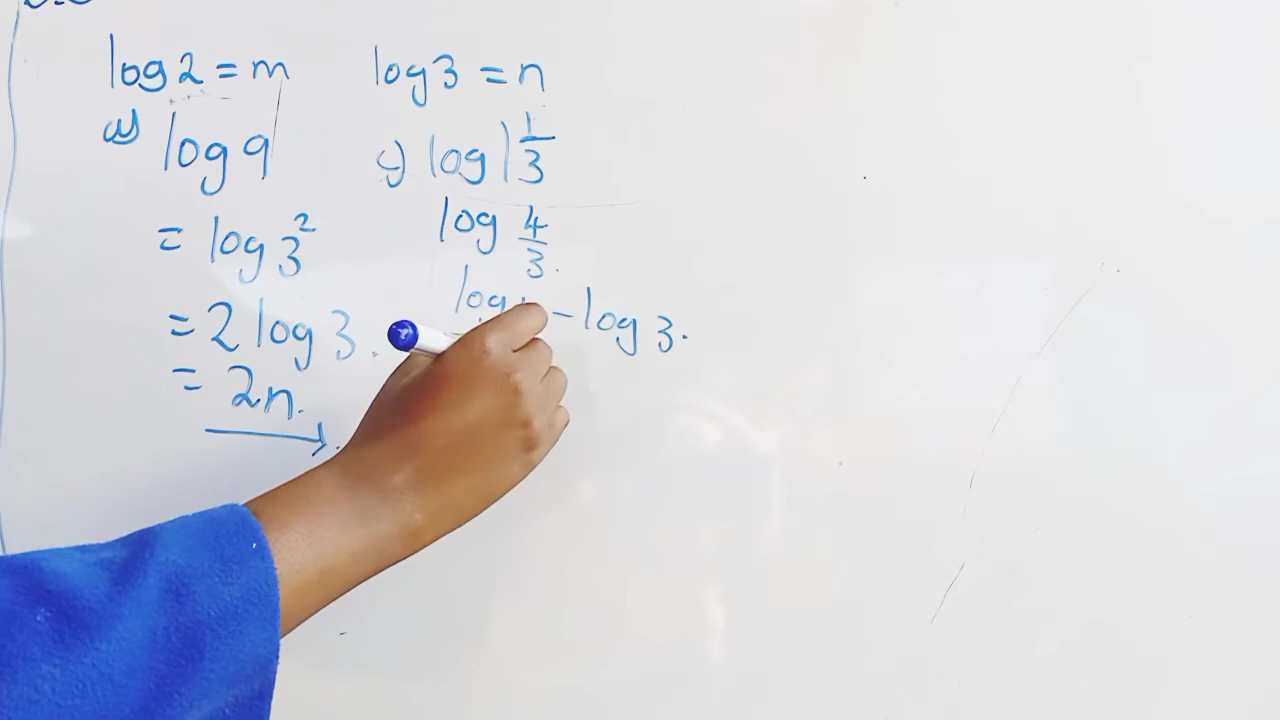 log 2 = m
a) log 9
= log 3²
= 2 log 3.
= 2n.
log 3 = n
c) log 1 1/3
log 4/3
log - log 3.